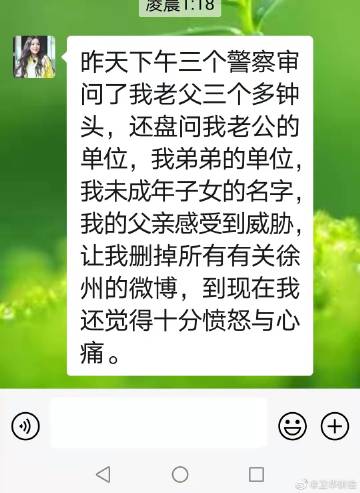 凌晨1:18
昨天下午三个警察审
问了我老父三个多钟
头，还盘问我老公的
单位，我弟弟的单位，
我未成年子女的名字，
我的父亲感受到威胁，
让我删掉所有有关徐
州的微博，到现在我
还觉得十分愤怒与心
痛。